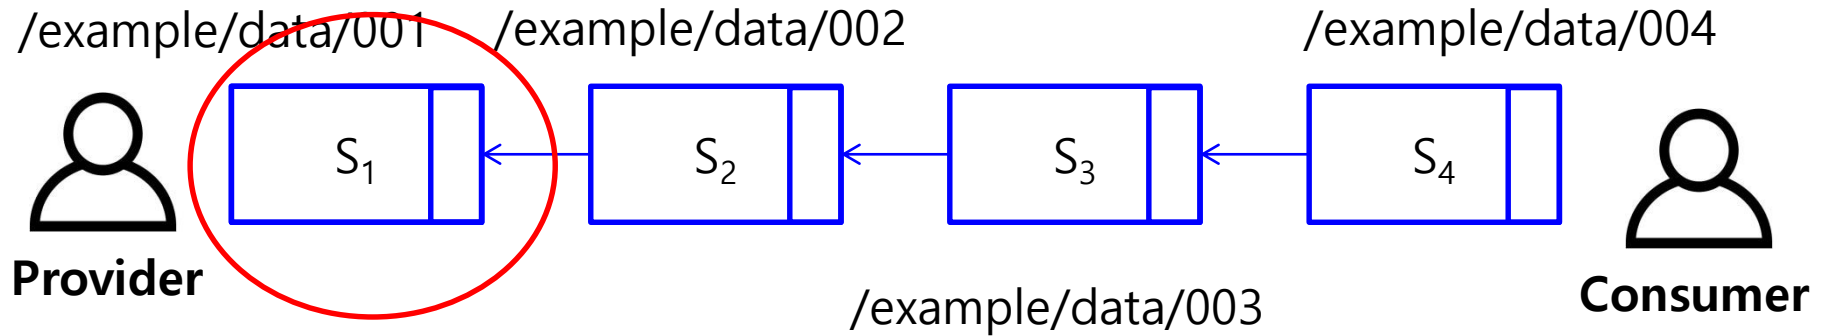 /example/data/001
/example/data/002
/example/data/004
S₁
S₂
S₃
S₄
Provider
/example/data/003
Consumer